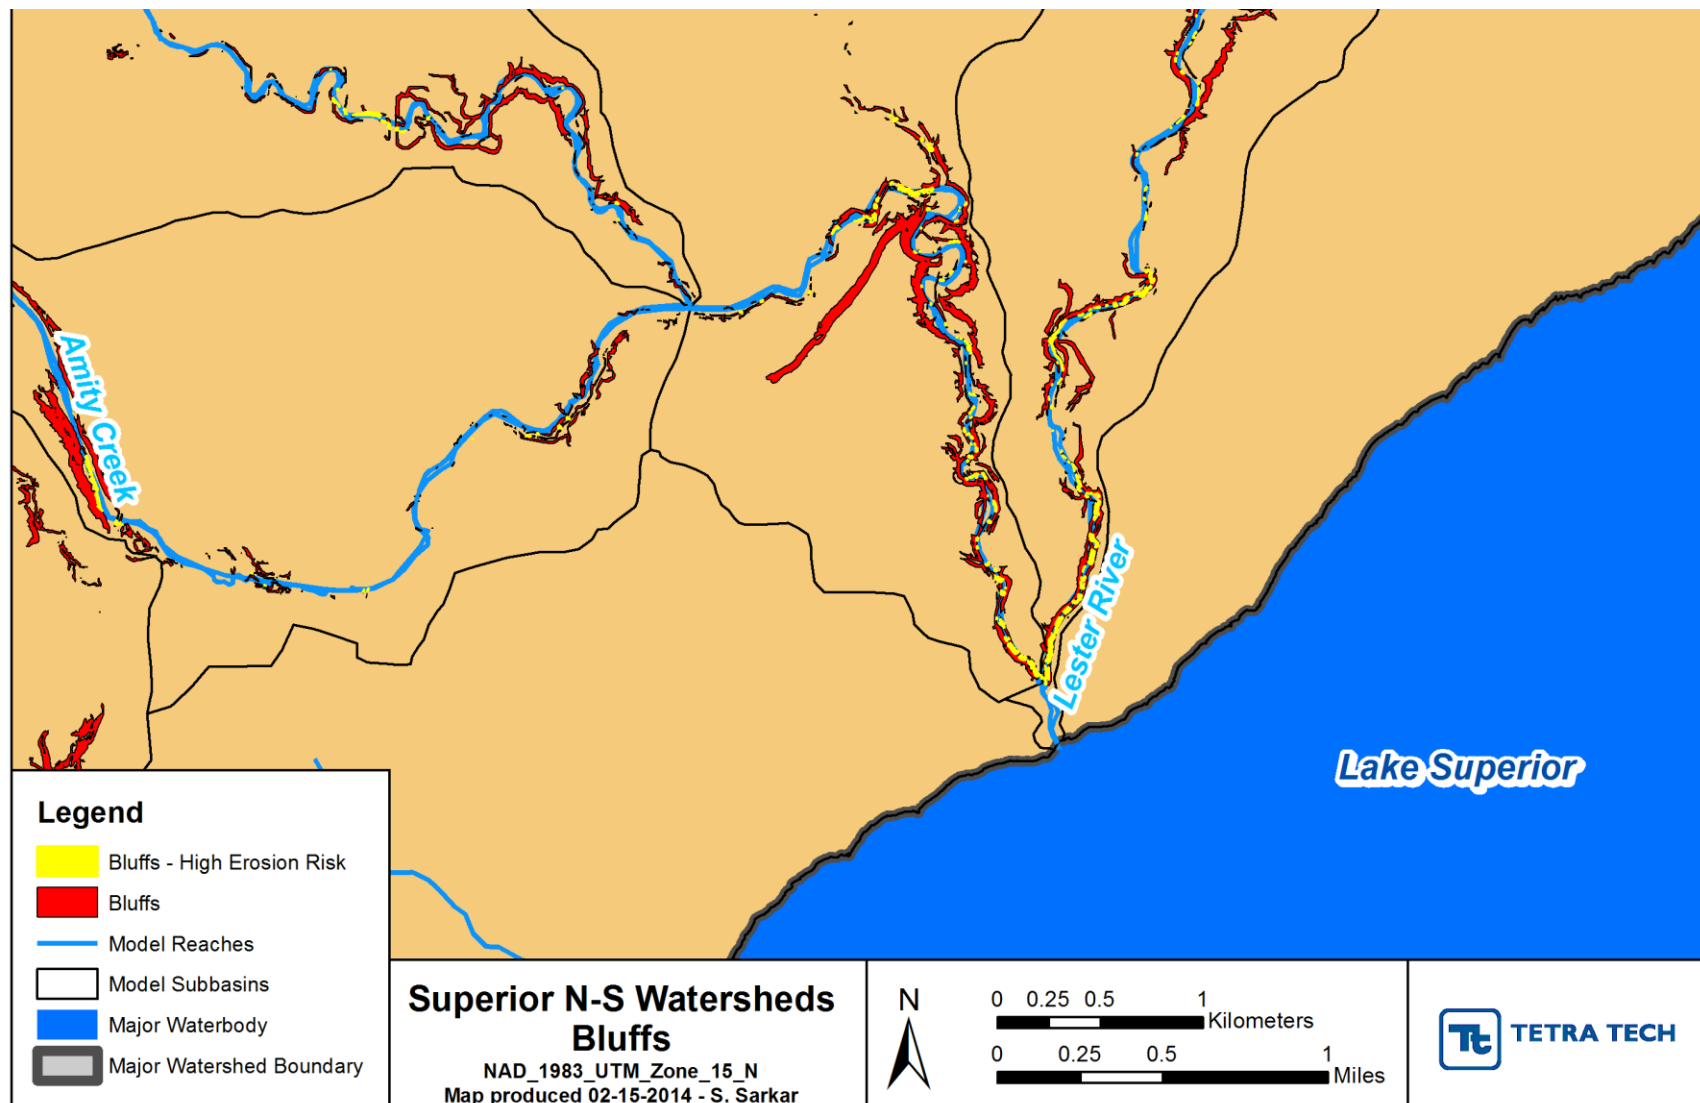 Amity Creek
Lester River
Lake Superior
Legend
Bluffs - High Erosion Risk
Bluffs
Model Reaches
Model Subbasins
Major Waterbody
Major Watershed Boundary
Superior N-S Watersheds
Bluffs
NAD_1983_UTM_Zone_15_N
Map produced 02-15-2014 - S. Sarkar
N
0 0.25 0.5 1
Kilometers
0 0.25 0.5 1
Miles
Tt TETRA TECH